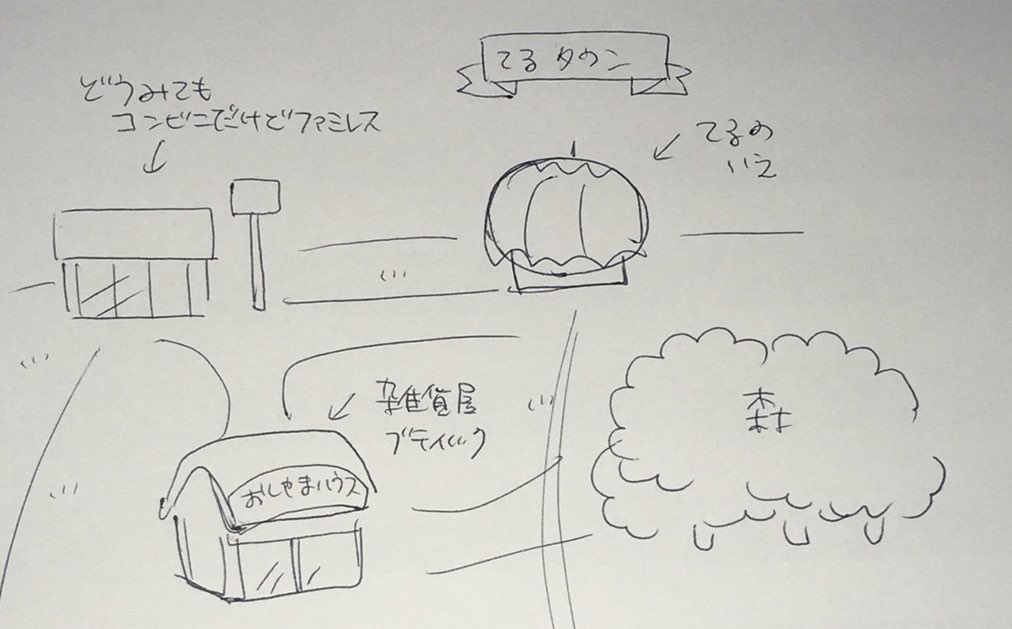 てるタウン
どうみても
コンビニだけどファミレス
てるの
いえ
雑貨屋
ブティック
おしゃまハウス
森